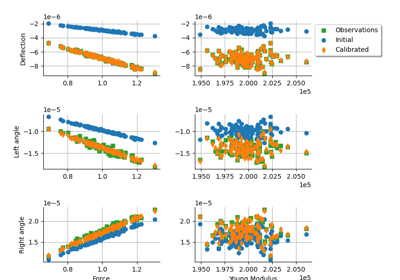 1e−6
1e−6
−2
−4
−6
−8
Deflection
−2
−4
−6
−8
1.950 1.975 2.000 2.025 2.050
1e5
Observations
Initial
Calibrated
0.8 1.0 1.2
1e−5
1e−5
−1.0
−1.5
Left angle
−1.0
−1.5
0.8 1.0 1.2
1.950 1.975 2.000 2.025 2.050
1e5
1e−5
1e−5
2.0
1.5
Right angle
2.0
1.5
0.8 1.0 1.2
1.950 1.975 2.000 2.025 2.050
1e5
Force
Young Modulus